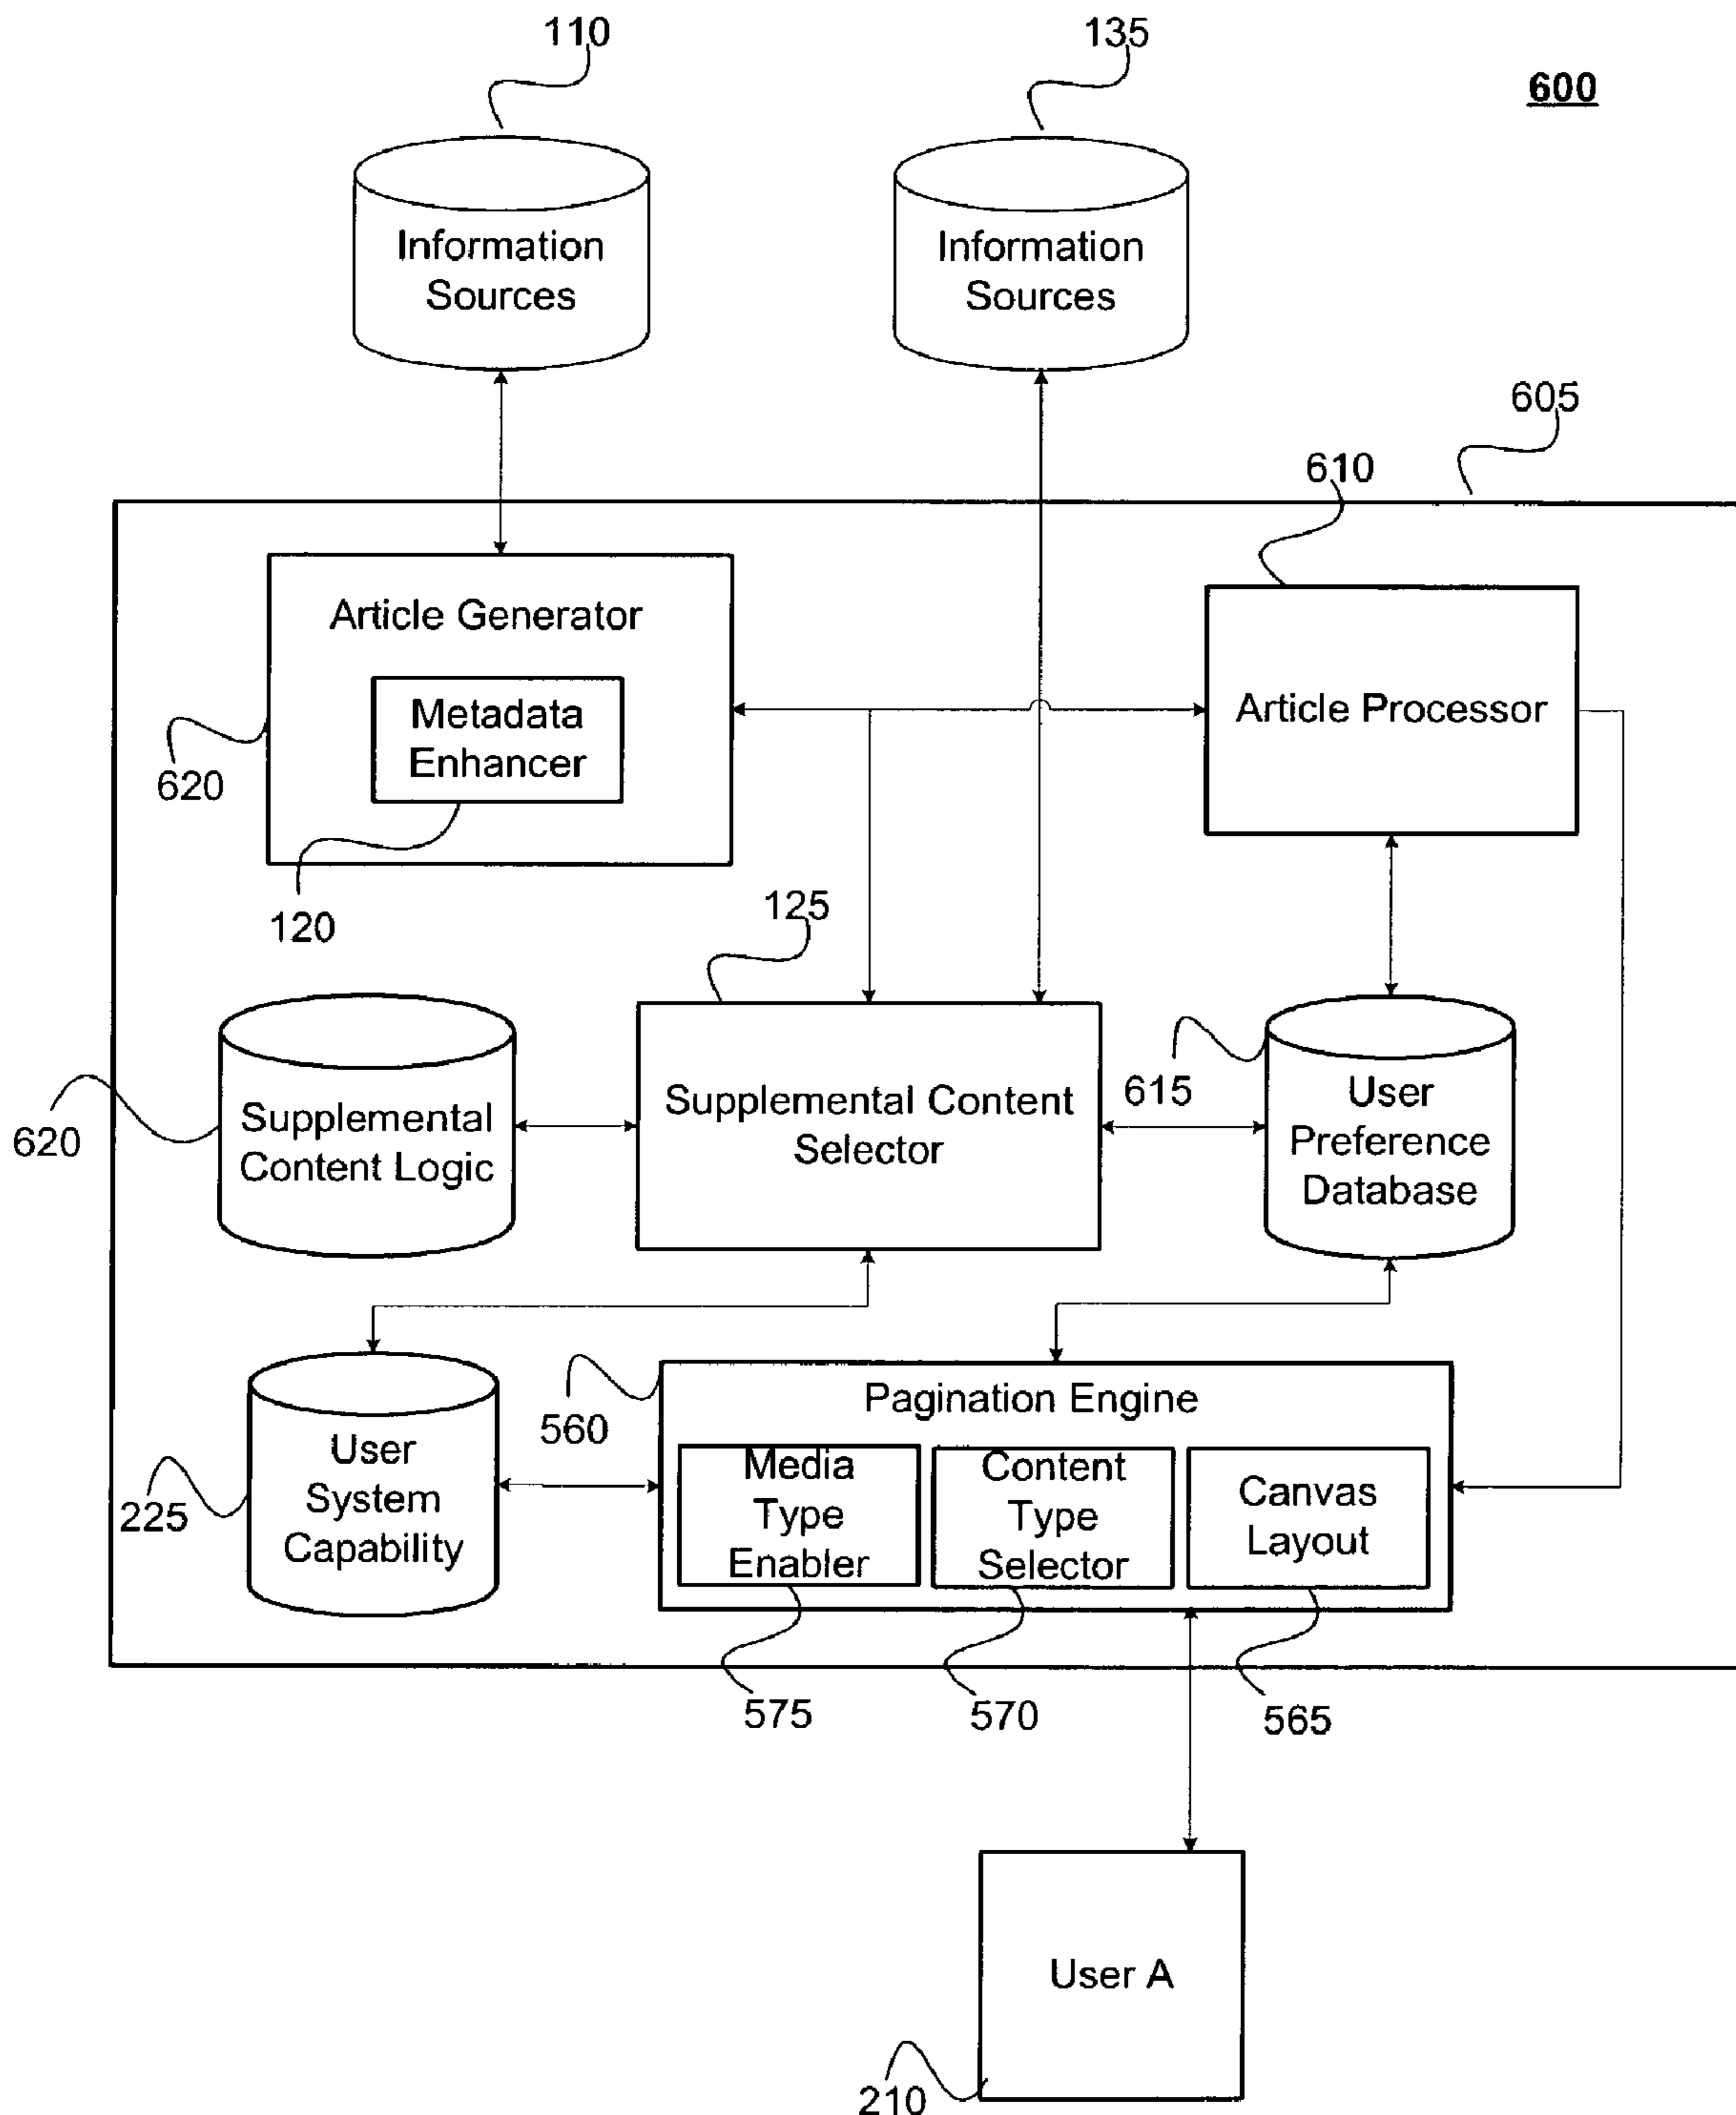 110
135
600
Information
Sources
Information
Sources
605
610
Article Generator
Metadata
Enhancer
Article Processor
620
120
125
Supplemental
Content Logic
Supplemental Content
Selector
615
User
Preference
Database
620
560
Pagination Engine
User
System
Capability
Media
Type
Enabler
Content
Type
Selector
Canvas
Layout
225
575
570
565
User A
210